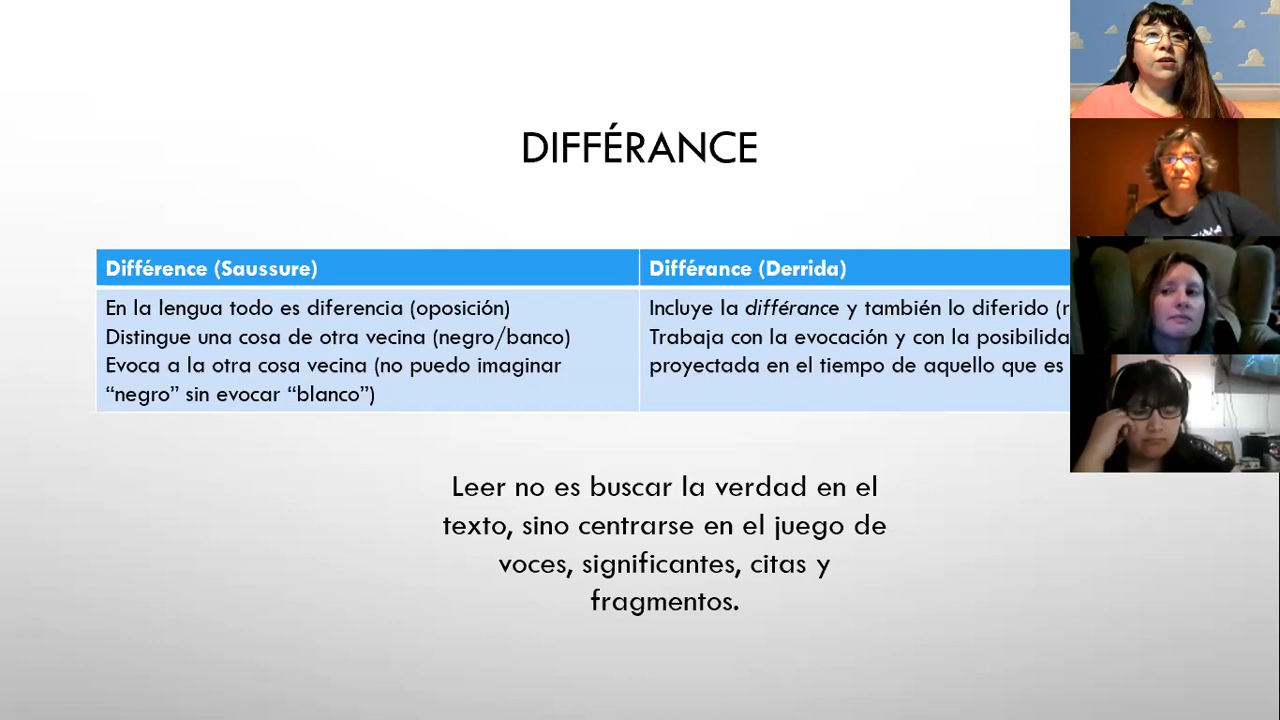 DIFFÉRANCE
Différence (Saussure)
Différance (Derrida)
En la lengua todo es diferencia (oposición)
Distingue una cosa de otra vecina (negro/banco)
Evoca a la otra cosa vecina (no puedo imaginar
“negro” sin evocar “blanco”)
Incluye la différance y también lo diferido
Trabaja con la evocación y con la
proyectada en el tiempo de aquello que es
Leer no es buscar la verdad en el
texto, sino centrarse en el juego de
voces, significantes, citas y
fragmentos.